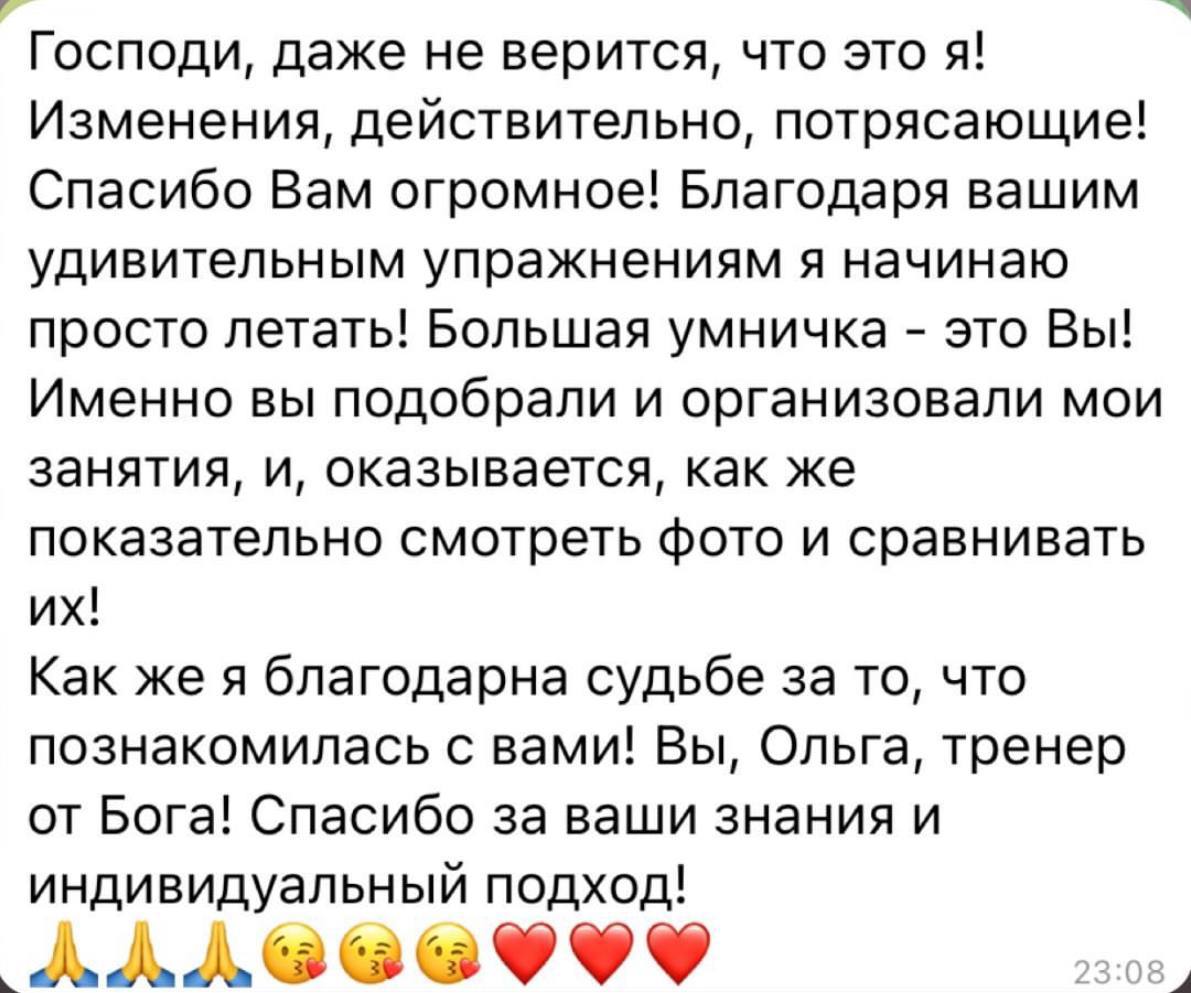 Господи, даже не верится, что это я!
Изменения, действительно, потрясающие!
Спасибо Вам огромное! Благодаря вашим
удивительным упражнениям я начинаю
просто летать! Большая умничка - это Вы!
Именно вы подобрали и организовали мои
занятия, и, оказывается, как же
показательно смотреть фото и сравнивать
их!
Как же я благодарна судьбе за то, что
познакомилась с вами! Вы, Ольга, тренер
от Бога! Спасибо за ваши знания и
индивидуальный подход!
🙏🙏🙏😘😘😘❤️❤️❤️ 23:08